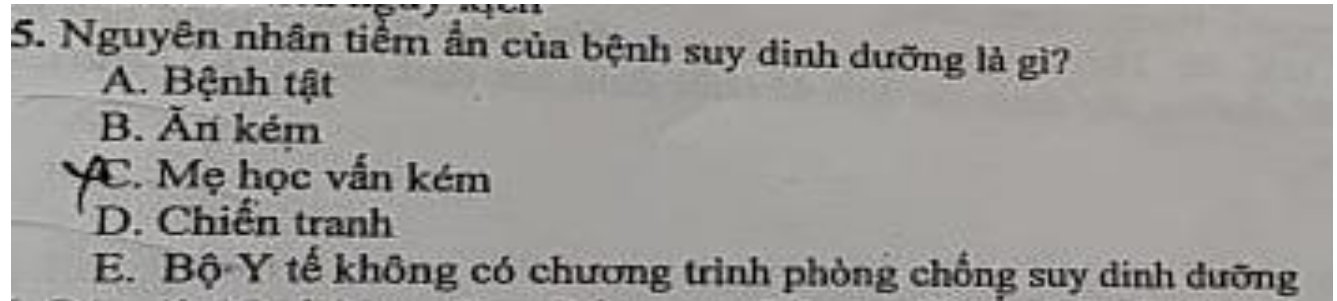 5. Nguyên nhân tiềm ẩn của bệnh suy dinh dưỡng là gì?
A. Bệnh tật
B. Ăn kém
C. Mẹ học vấn kém
D. Chiến tranh
E. Bộ Y tế không có chương trình phòng chống suy dinh dưỡng